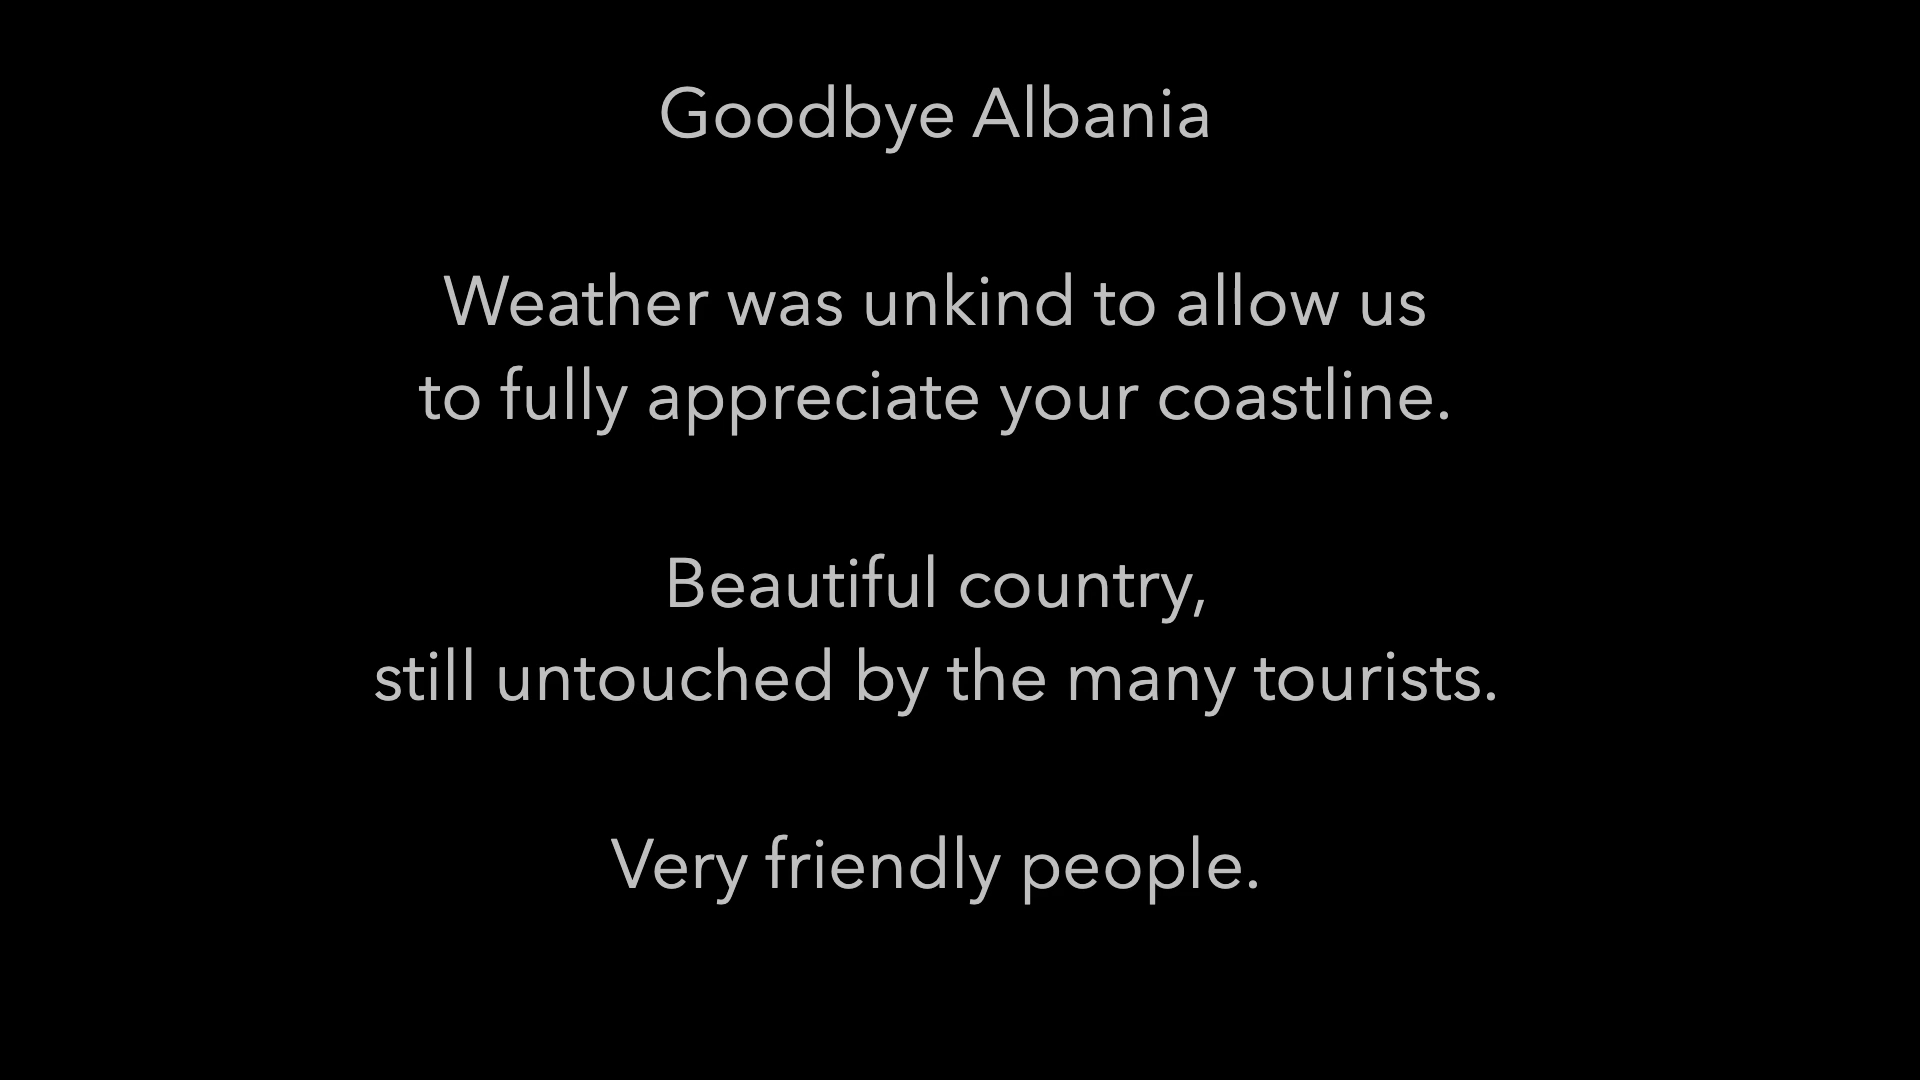 Goodbye Albania
Weather was unkind to allow us
to fully appreciate your coastline.
Beautiful country,
still untouched by the many tourists.
Very friendly people.